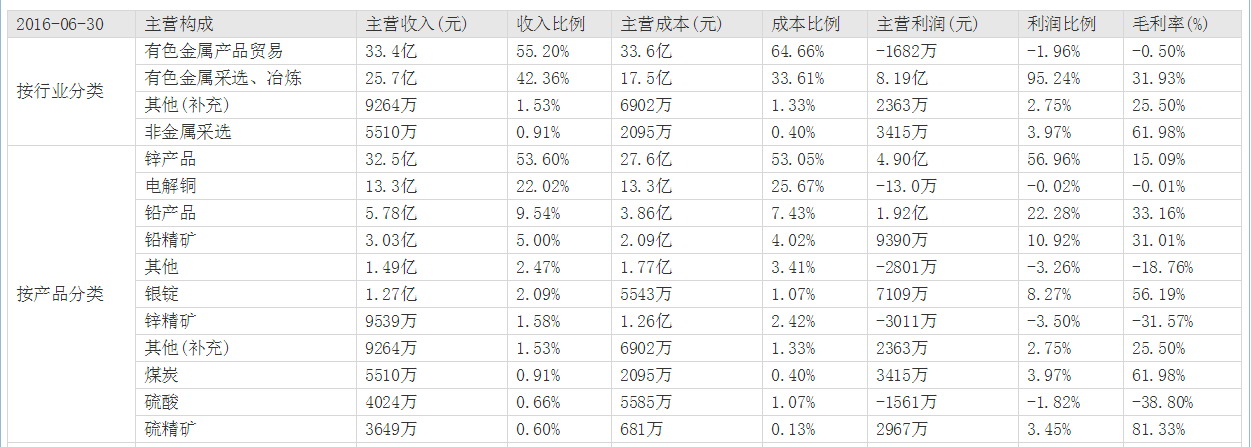 2016-06-30 主营构成 主营收入(元) 收入比例 主营成本(元) 成本比例 主营利润(元) 利润比例 毛利率(%)
按行业分类
有色金属产品贸易 33.4亿 55.20% 33.6亿 64.66% -1682万 -1.96% -0.50%
有色金属采选、冶炼 25.7亿 42.36% 17.5亿 33.61% 8.19亿 95.24% 31.93%
其他(补充) 9264万 1.53% 6902万 1.33% 2363万 2.75% 25.50%
非金属采选 5510万 0.91% 2095万 0.40% 3415万 3.97% 61.98%
按产品分类
锌产品 32.5亿 53.60% 27.6亿 53.05% 4.90亿 56.96% 15.09%
电解铜 13.3亿 22.02% 13.3亿 25.67% -13.0万 -0.02% -0.01%
铅产品 5.78亿 9.54% 3.86亿 7.43% 1.92亿 22.28% 33.16%
铅精矿 3.03亿 5.00% 2.09亿 4.02% 9390万 10.92% 31.01%
其他 1.49亿 2.47% 1.77亿 3.41% -2801万 -3.26% -18.76%
银锭 1.27亿 2.09% 5543万 1.07% 7109万 8.27% 56.19%
锌精矿 9539万 1.58% 1.26亿 2.42% -3011万 -3.50% -31.57%
其他(补充) 9264万 1.53% 6902万 1.33% 2363万 2.75% 25.50%
煤炭 5510万 0.91% 2095万 0.40% 3415万 3.97% 61.98%
硫酸 4024万 0.66% 5585万 1.07% -1561万 -1.82% -38.80%
硫精矿 3649万 0.60% 681万 0.13% 2967万 3.45% 81.33%